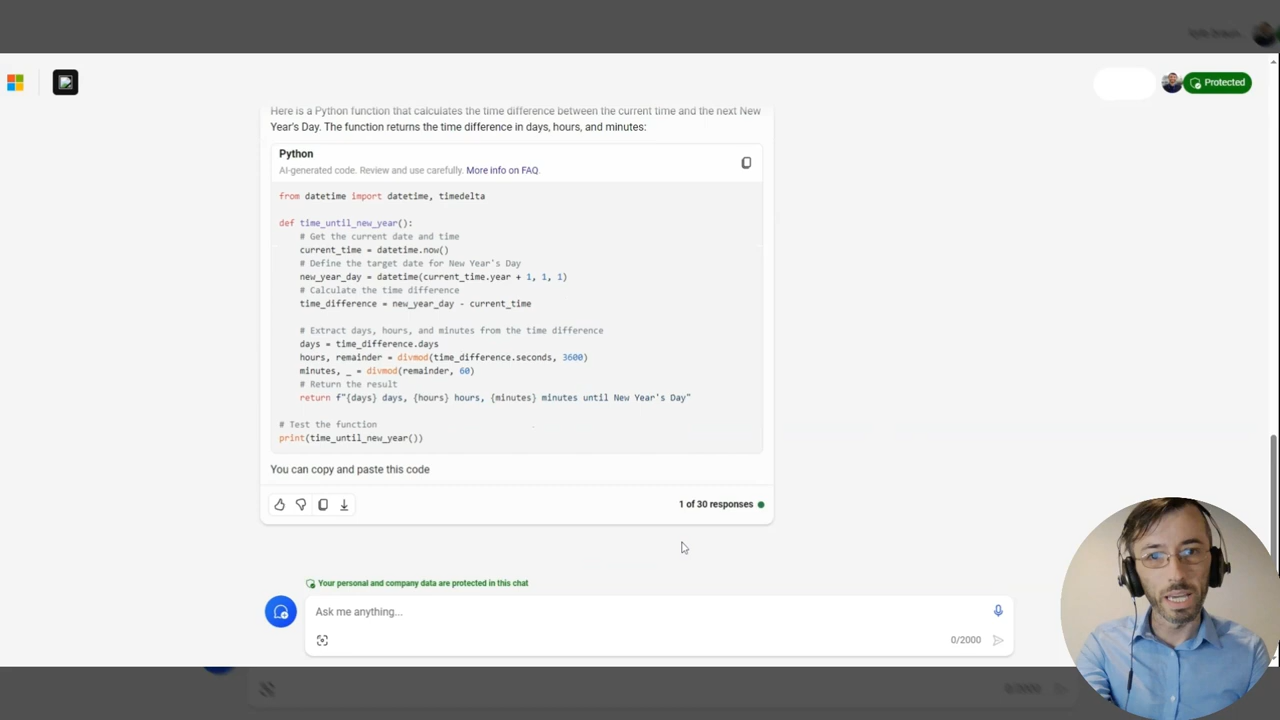 Protected
Here is a Python function that calculates the time difference between the current time and the next New
Year's Day. The function returns the time difference in days, hours, and minutes:
Python
AI-generated code. Review and use carefully. More info on FAQ.
from datetime import datetime, timedelta
def time_until_new_year():
# Get the current date and time
current_time = datetime.now()
# Define the target date for New Year's Day
new_year_day = datetime(current_time.year + 1, 1, 1)
# Calculate the time difference
time_difference = new_year_day - current_time
# Extract days, hours, and minutes from the time difference
days = time_difference.days
hours, remainder = divmod(time_difference.seconds, 3600)
minutes, _ = divmod(remainder, 60)
# Return the result
return f"{days} days, {hours} hours, {minutes} minutes until New Year's Day"
# Test the function
print(time_until_new_year())
You can copy and paste this code
1 of 30 responses
Your personal and company data are protected in this chat
Ask me anything...
0/2000